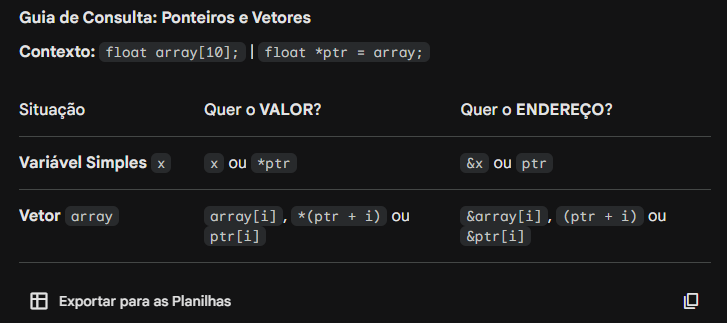 Guia de Consulta: Ponteiros e Vetores
Contexto: float array[10]; | float *ptr = array;
Situação Quer o VALOR? Quer o ENDEREÇO?
Variável Simples x x ou *ptr &x ou ptr
Vetor array array[i], *(ptr + i) ou ptr[i] &array[i], (ptr + i) ou &ptr[i]
Exportar para as Planilhas